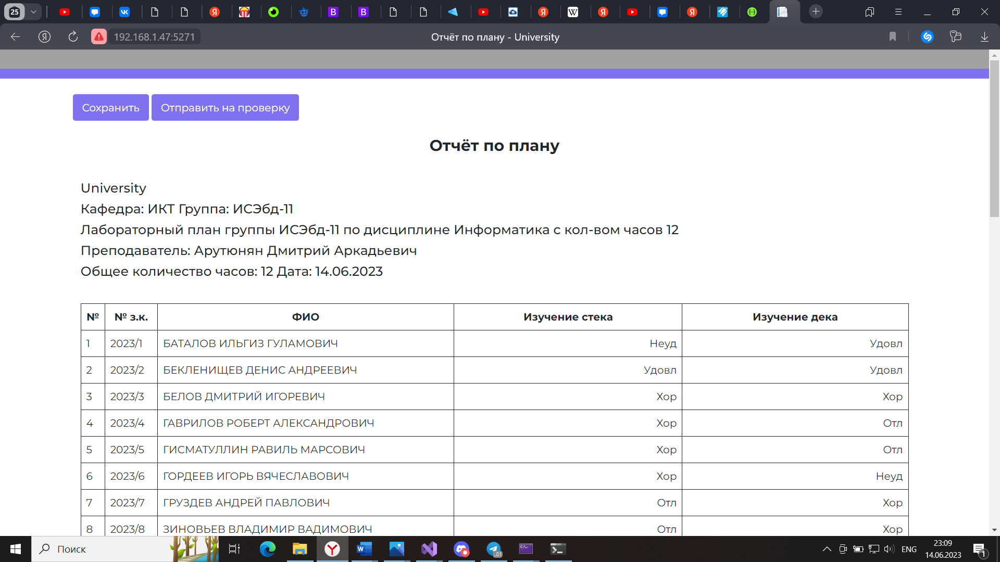 25
192.168.1.47:5271
Отчёт по плану - University
Сохранить
Отправить на проверку
Отчёт по плану
University
Кафедра: ИКТ Группа: ИСЭбд-11
Лабораторный план группы ИСЭбд-11 по дисциплине Информатика с кол-вом часов 12
Преподаватель: Арутюнян Дмитрий Аркадьевич
Общее количество часов: 12 Дата: 14.06.2023
№ № з.к. ФИО Изучение стека Изучение дека
1 2023/1 БАТАЛОВ ИЛЬГИЗ ГУЛАМОВИЧ Неуд Удовл
2 2023/2 БЕКЛЕНИЩЕВ ДЕНИС АНДРЕЕВИЧ Удовл Удовл
3 2023/3 БЕЛОВ ДМИТРИЙ ИГОРЕВИЧ Хор Хор
4 2023/4 ГАВРИЛОВ РОБЕРТ АЛЕКСАНДРОВИЧ Хор Отл
5 2023/5 ГИСМАТУЛЛИН РАВИЛЬ МАРСОВИЧ Хор Отл
6 2023/6 ГОРДЕЕВ ИГОРЬ ВЯЧЕСЛАВОВИЧ Хор Неуд
7 2023/7 ГРУЗДЕВ АНДРЕЙ ПАВЛОВИЧ Отл Хор
8 2023/8 ЗИНОВЬЕВ ВЛАДИМИР ВАДИМОВИЧ Отл Хор
Поиск
ENG
23:09
14.06.2023
1